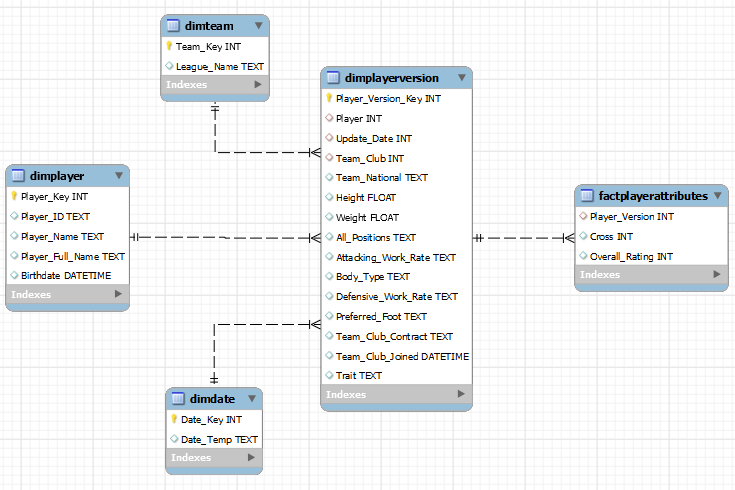 dimteam
Team_Key INT
League_Name TEXT
Indexes
dimplayerversion
Player_Version_Key INT
Player INT
Update_Date INT
Team_Club INT
Team_National TEXT
Height FLOAT
Weight FLOAT
All_Positions TEXT
Attacking_Work_Rate TEXT
Body_Type TEXT
Defensive_Work_Rate TEXT
Preferred_Foot TEXT
Team_Club_Contract TEXT
Team_Club_Joined DATETIME
Trait TEXT
Indexes
dimplayer
Player_Key INT
Player_ID TEXT
Player_Name TEXT
Player_Full_Name TEXT
Birthdate DATETIME
Indexes
factplayerattributes
Player_Version INT
Cross INT
Overall_Rating INT
Indexes
dimdate
Date_Key INT
Date_Temp TEXT
Indexes